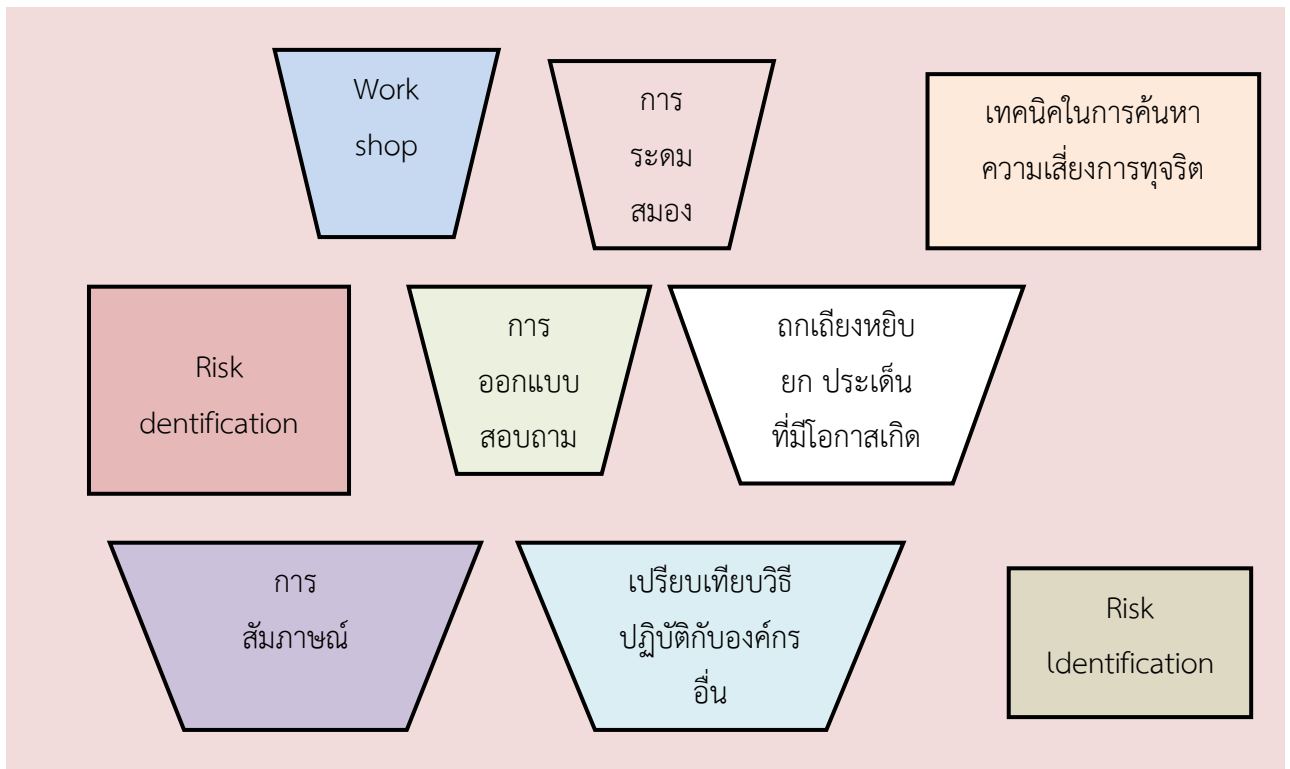 Work
shop
การ
ระดม
สมอง
เทคนิคในการค้นหา
ความเสี่ยงการทุจริต
Risk
dentification
การ
ออกแบบ
สอบถาม
ถกเถียงหยิบ
ยก ประเด็น
ที่มีโอกาสเกิด
การ
สัมภาษณ์
เปรียบเทียบวิธี
ปฏิบัติกับองค์กร
อื่น
Risk
ldentification